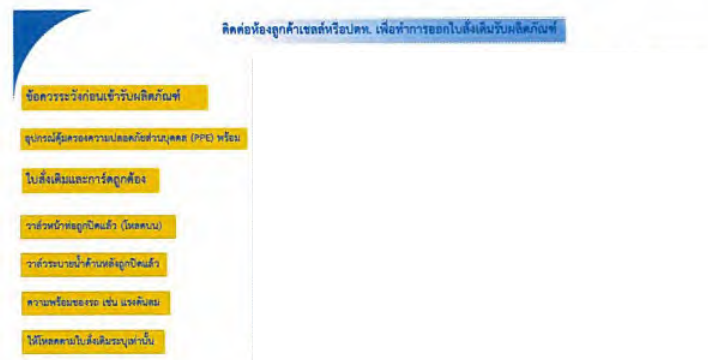 ติดต่อห้องลูกค้าเชลล์หรือปตท. เพื่อทำการออกใบสั่งเติมรับผลิตภัณฑ์
ข้อควรระวังก่อนเข้ารับผลิตภัณฑ์
อุปกรณ์คุ้มครองความปลอดภัยส่วนบุคคล (PPE) พร้อม
ใบสั่งเติมและการ์ดถูกต้อง
วาล์วหน้าท่อถูกปิดแล้ว (โหลดบน)
วาล์วระบายน้ำด้านหลังถูกปิดแล้ว
ความพร้อมของรถ เช่น แรงดันลม
ให้โหลดตามใบสั่งเติมระบุเท่านั้น